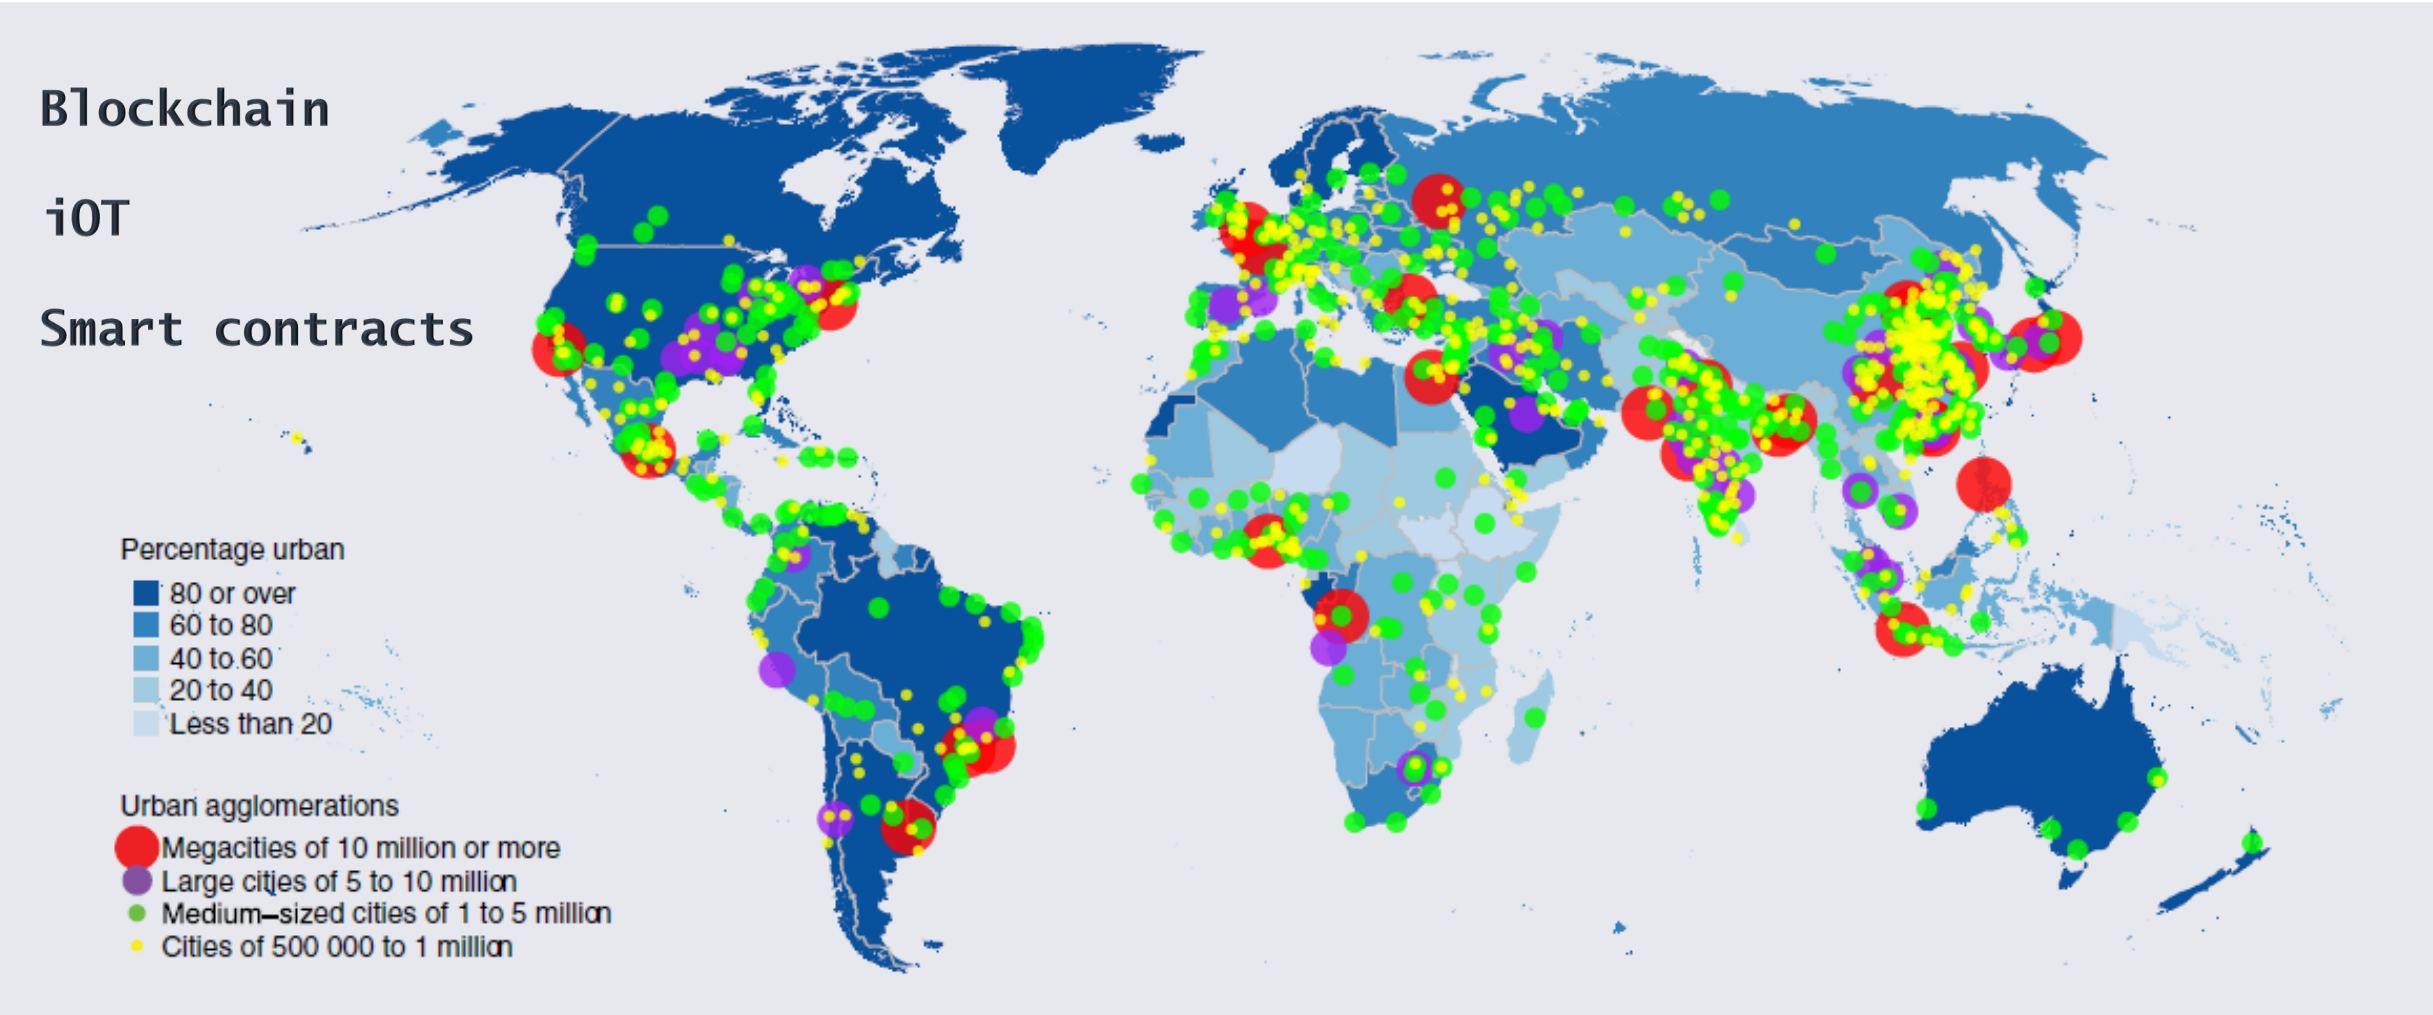 Blockchain
iOT
Smart contracts
Percentage urban
80 or over
60 to 80
40 to 60
20 to 40
Less than 20
Urban agglomerations
Megacities of 10 million or more
Large cities of 5 to 10 million
Medium–sized cities of 1 to 5 million
Cities of 500 000 to 1 million